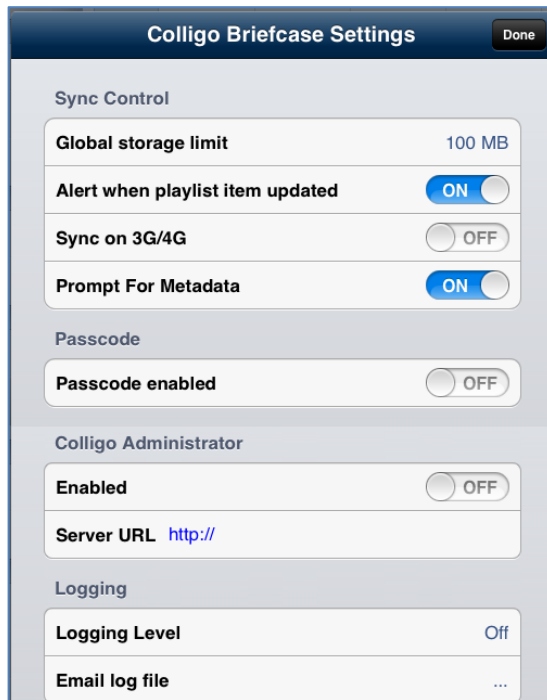 Colligo Briefcase Settings Done
Sync Control
Global storage limit 100 MB
Alert when playlist item updated ON
Sync on 3G/4G OFF
Prompt For Metadata ON
Passcode
Passcode enabled OFF
Colligo Administrator
Enabled OFF
Server URL http://
Logging
Logging Level Off
Email log file ...